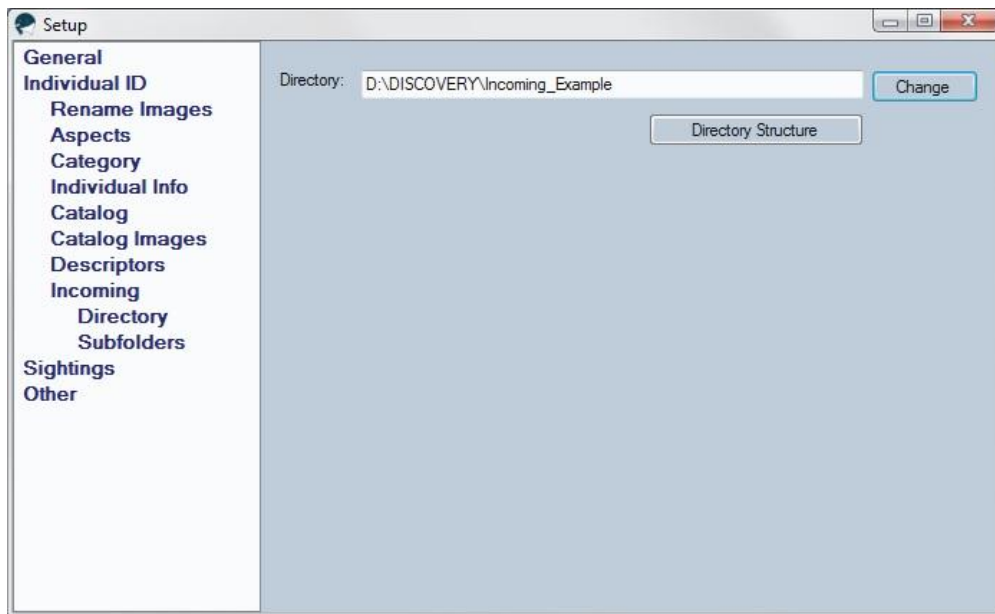 Setup
General
Individual ID
Rename Images
Aspects
Category
Individual Info
Catalog
Catalog Images
Descriptors
Incoming
Directory
Subfolders
Sightings
Other
Directory: D:\DISCOVERY\Incoming_Example Change
Directory Structure